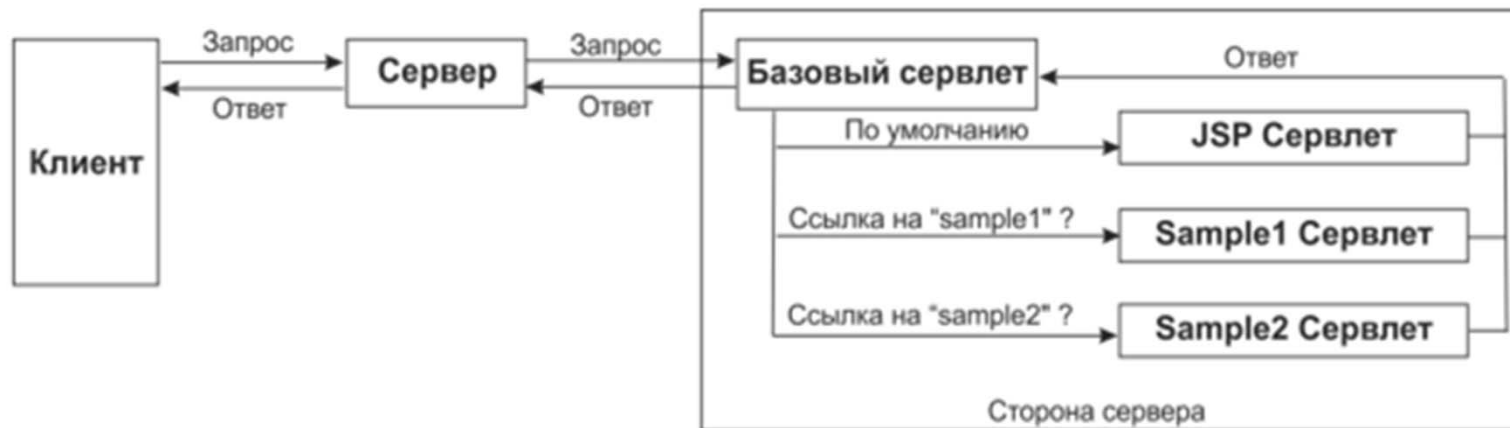 Запрос
Ответ
Клиент
Сервер
Запрос
Ответ
Базовый сервлет
Ответ
По умолчанию
JSP Сервлет
Ссылка на “sample1” ?
Sample1 Сервлет
Ссылка на “sample2” ?
Sample2 Сервлет
Сторона сервера